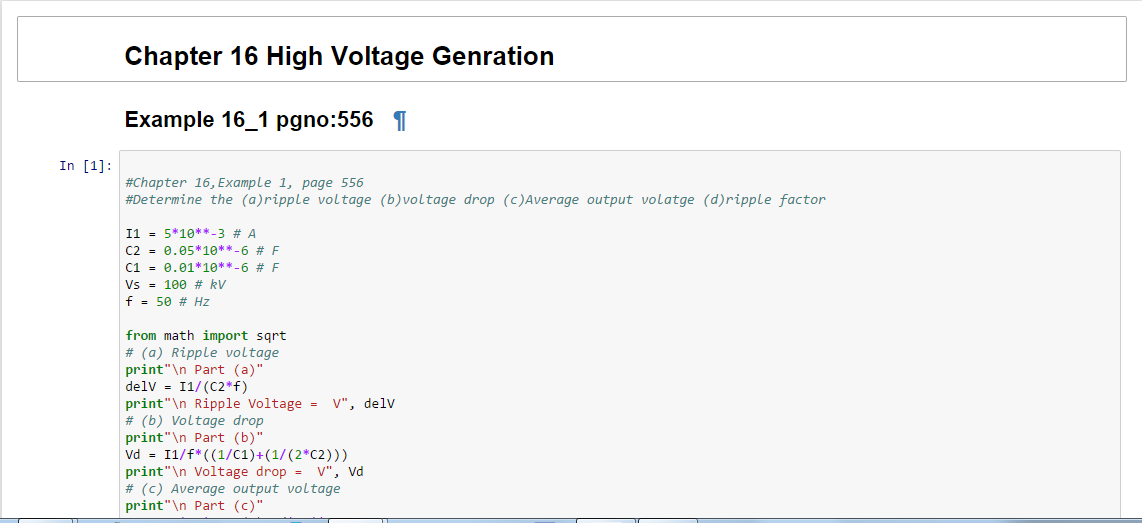 Chapter 16 High Voltage Genration
Example 16_1 pgno:556 ¶
In [1]:
#Chapter 16,Example 1, page 556
#Determine the (a)ripple voltage (b)voltage drop (c)Average output volatge (d)ripple factor
I1 = 5*10**-3 # A
C2 = 0.05*10**-6 # F
C1 = 0.01*10**-6 # F
Vs = 100 # kV
f = 50 # Hz
from math import sqrt
# (a) Ripple voltage
print"\n Part (a)"
delV = I1/(C2*f)
print"\n Ripple Voltage =  V", delV
# (b) Voltage drop
print"\n Part (b)"
Vd = I1/f*((1/C1)+(1/(2*C2)))
print"\n Voltage drop =  V", Vd
# (c) Average output voltage
print"\n Part (c)"